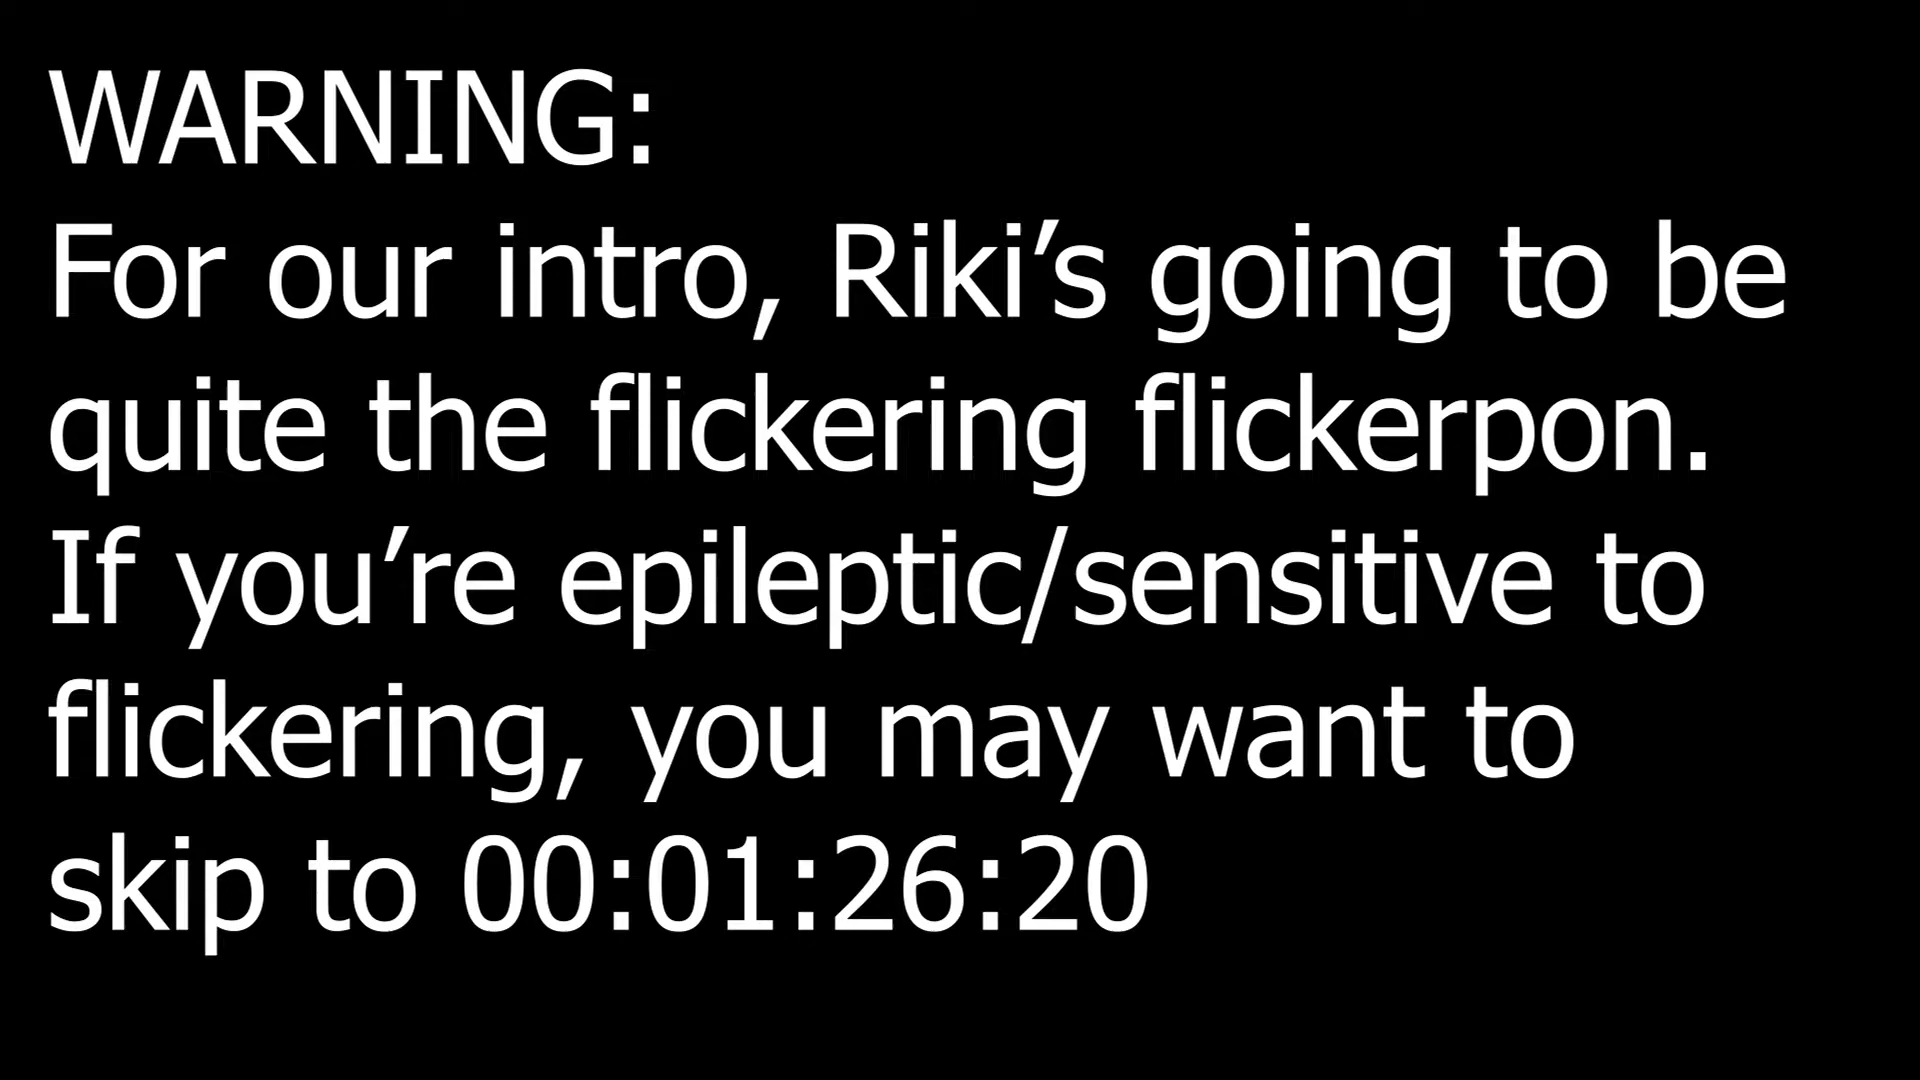 WARNING:
For our intro, Riki’s going to be
quite the flickering flickerpon.
If you’re epileptic/sensitive to
flickering, you may want to
skip to 00:01:26:20